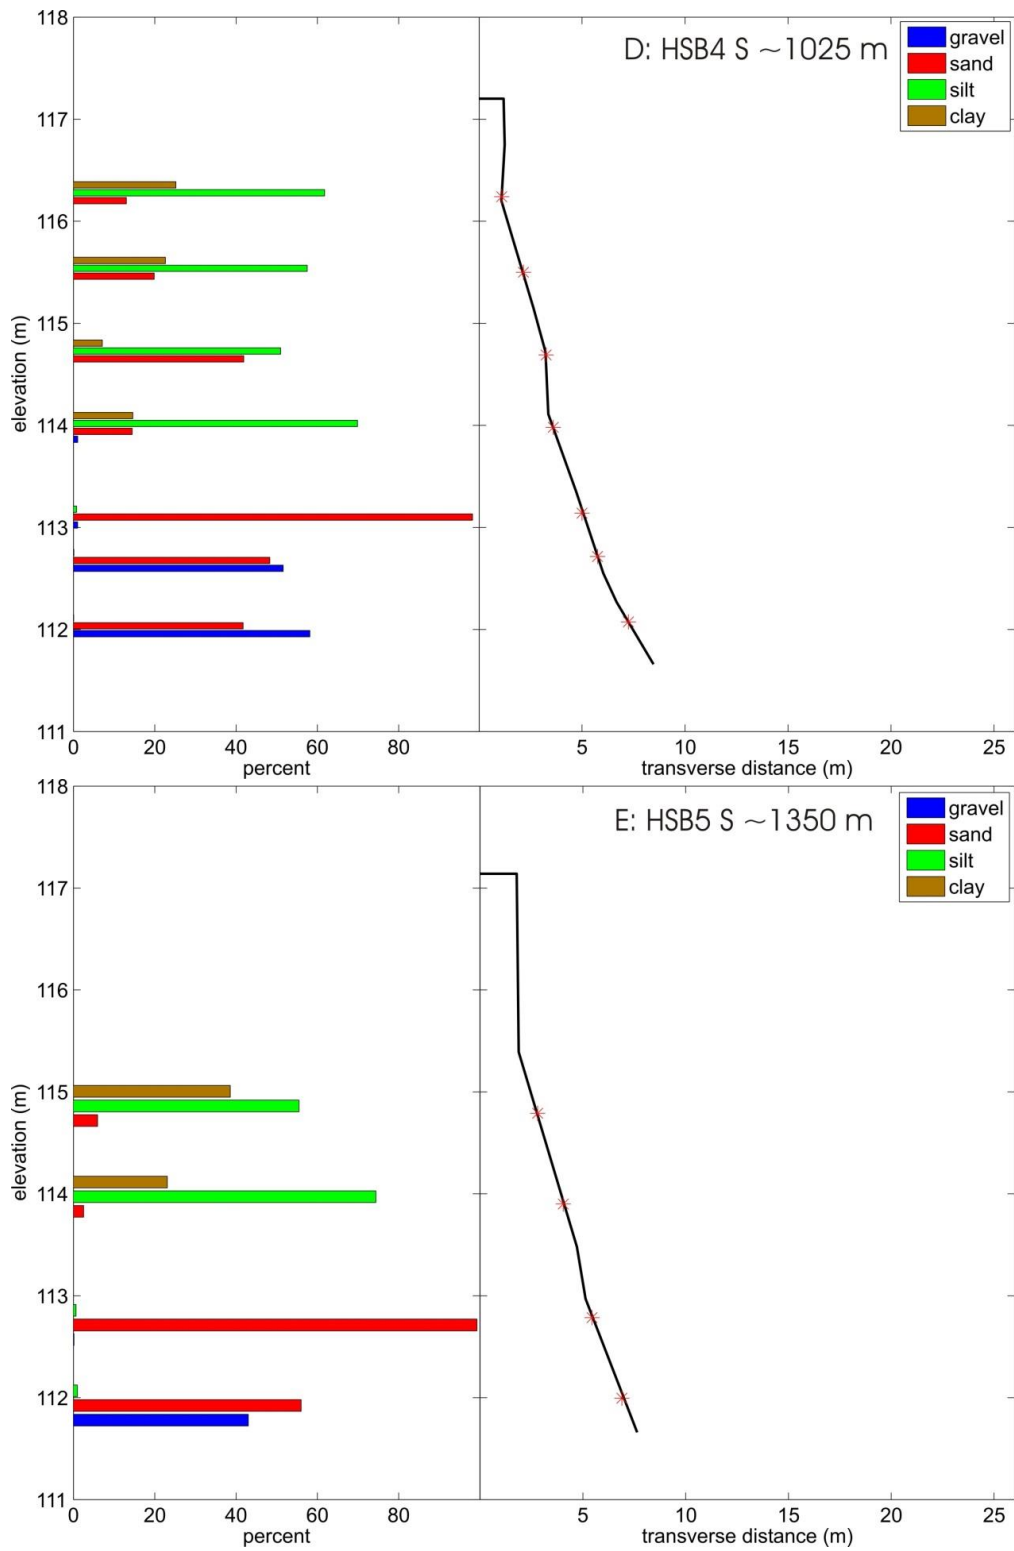 118
117
116
115
114
113
112
111
elevation (m)
0 20 40 60 80
percent
D: HSB4 S ~1025 m
gravel
sand
silt
clay
5 10 15 20 25
transverse distance (m)
118
117
116
115
114
113
112
111
elevation (m)
0 20 40 60 80
percent
E: HSB5 S ~1350 m
gravel
sand
silt
clay
5 10 15 20 25
transverse distance (m)